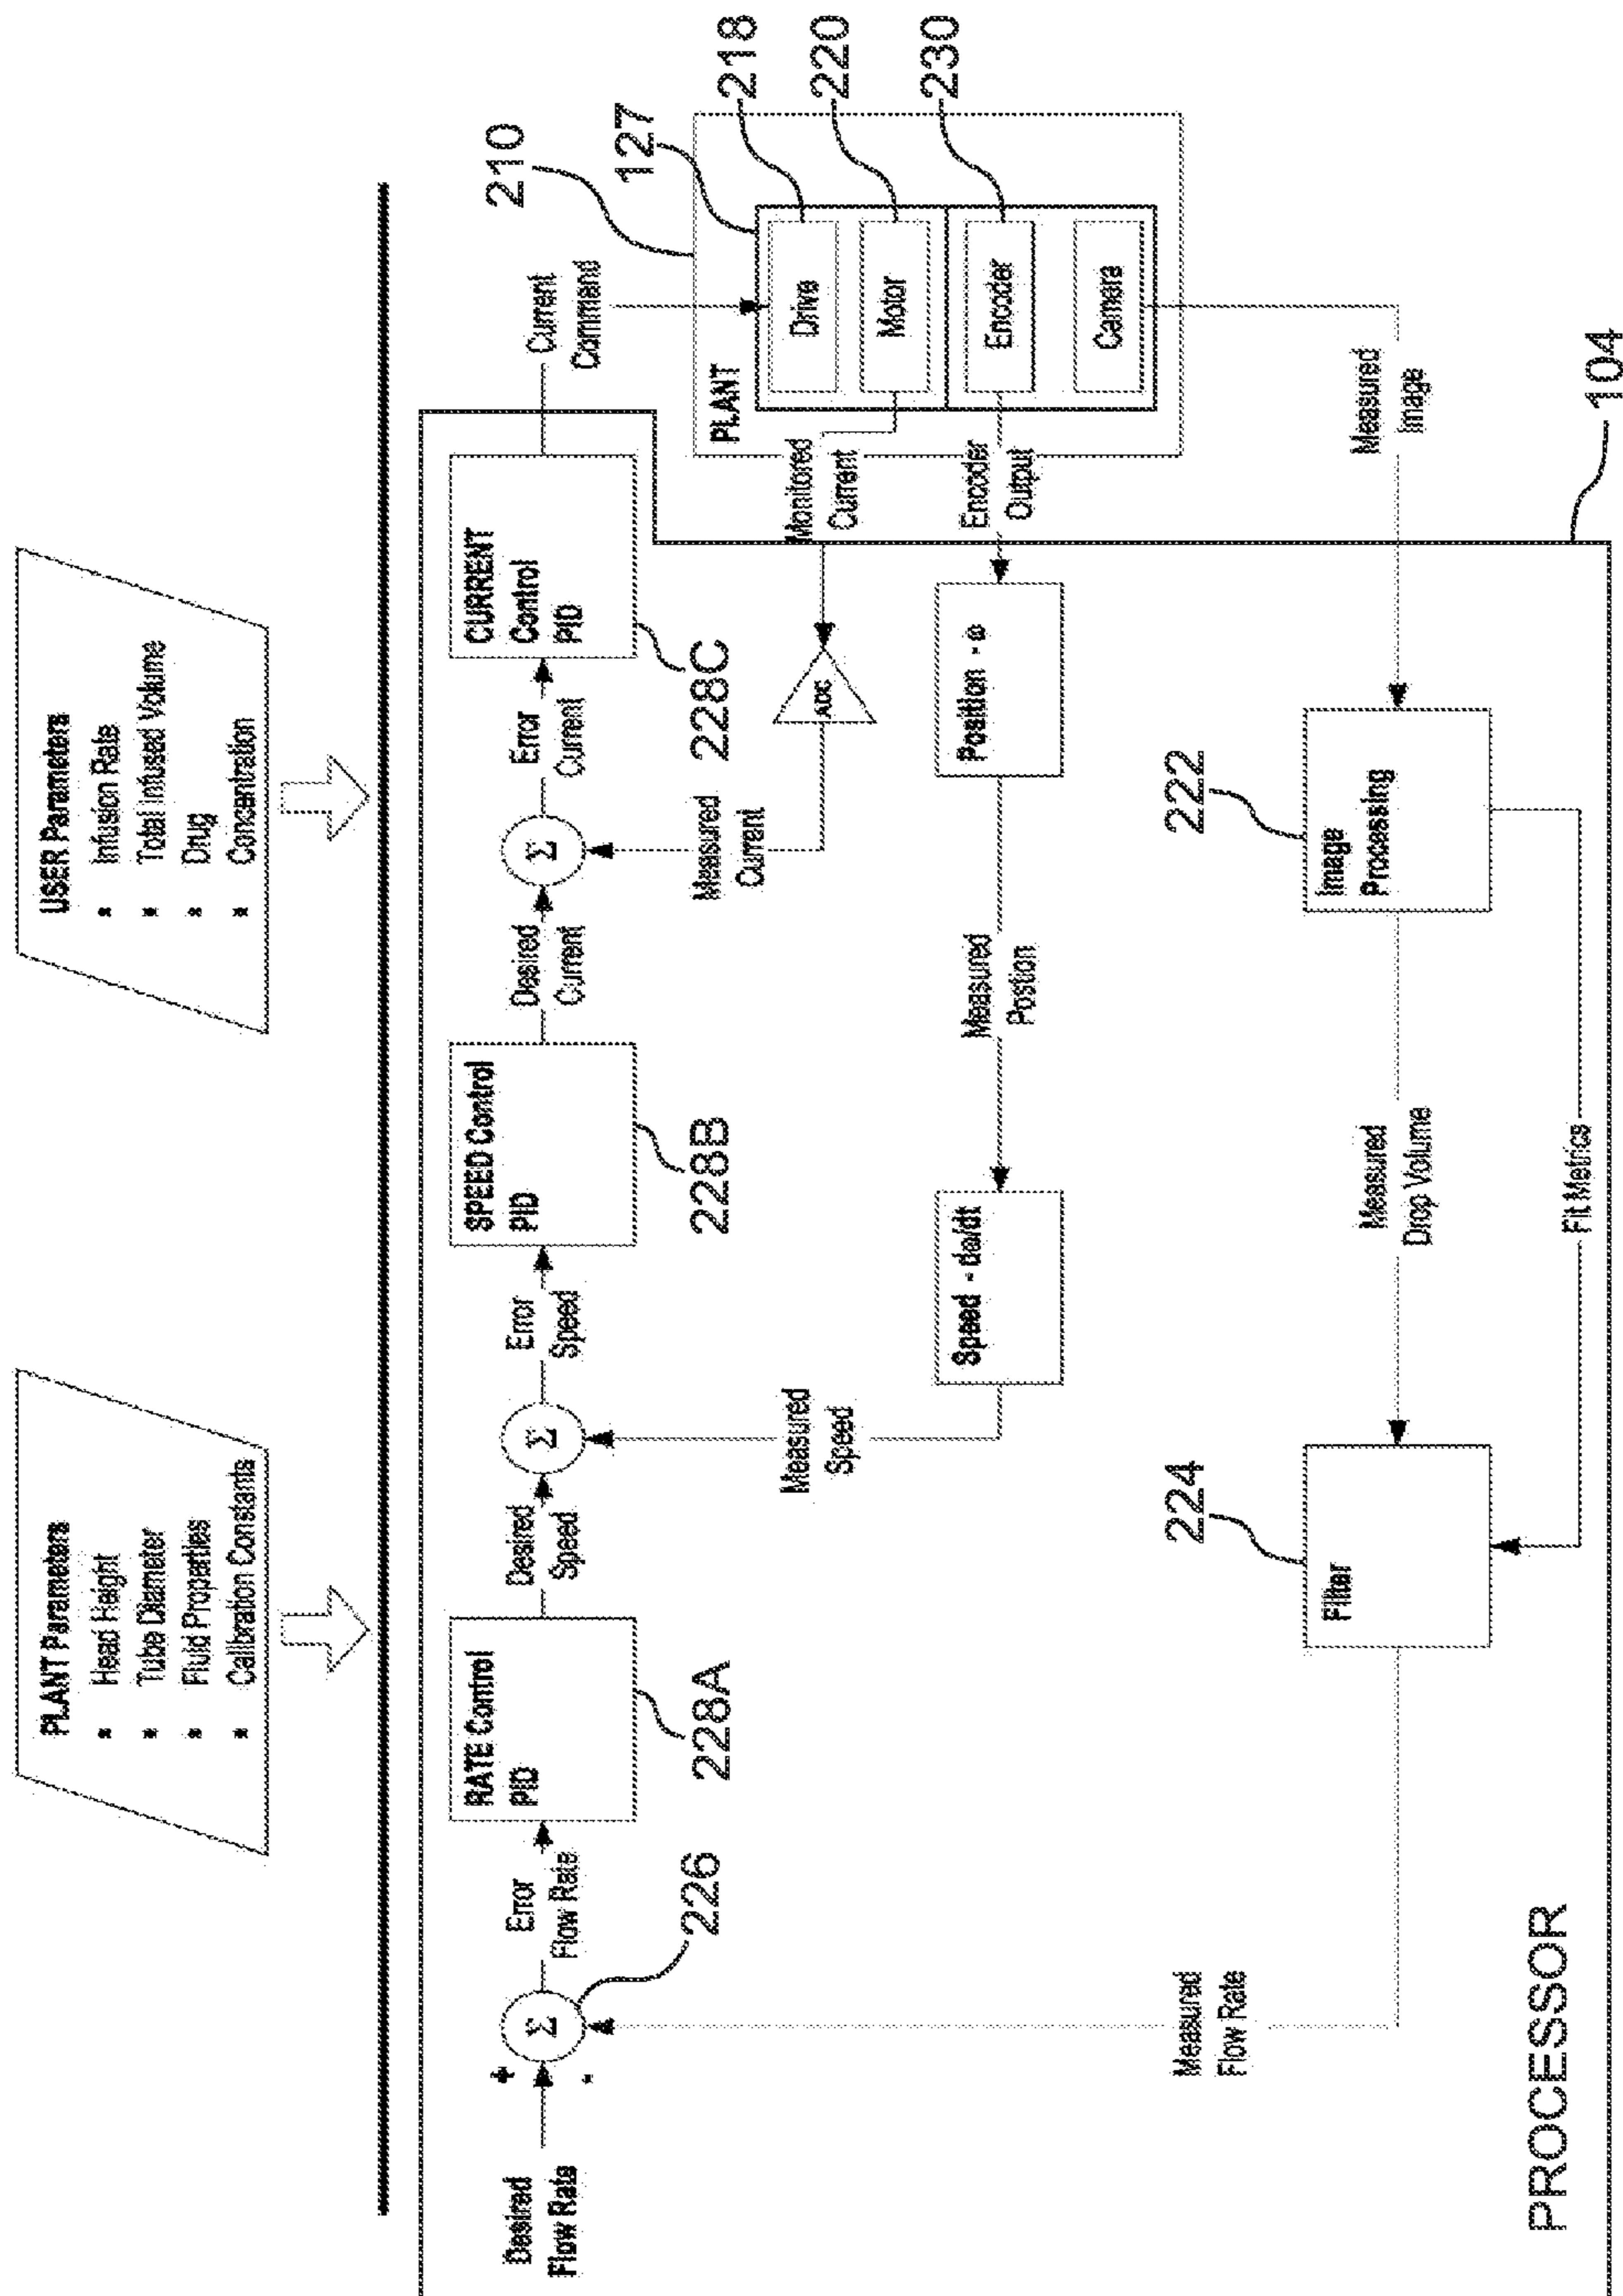 PLANT Parameters
Head Height
Tube Diameter
Fluid Properties
Calibration Constants
USER Parameters
Infusion Rate
Total Infused Volume
Drug
Concentration
Desired
Flow Rate
+
-
Σ
226
Error
Flow Rate
RATE Control
PID
228A
Desired
Speed
Σ
Error
Speed
SPEED Control
PID
228B
Desired
Current
Σ
Error
Current
CURRENT
Control
PID
228C
Current
Command
210
127
218
220
230
PLANT
Drive
Motor
Encoder
Camera
Monitored
Current
ADC
Measured
Current
Encoder
Output
Position - ө
Measured
Postion
Speed - dө/dt
Measured
Speed
Measured
Image
Image
Processing
222
Measured
Drop Volume
Fit Metrics
Filter
224
Measured
Flow Rate
PROCESSOR
104